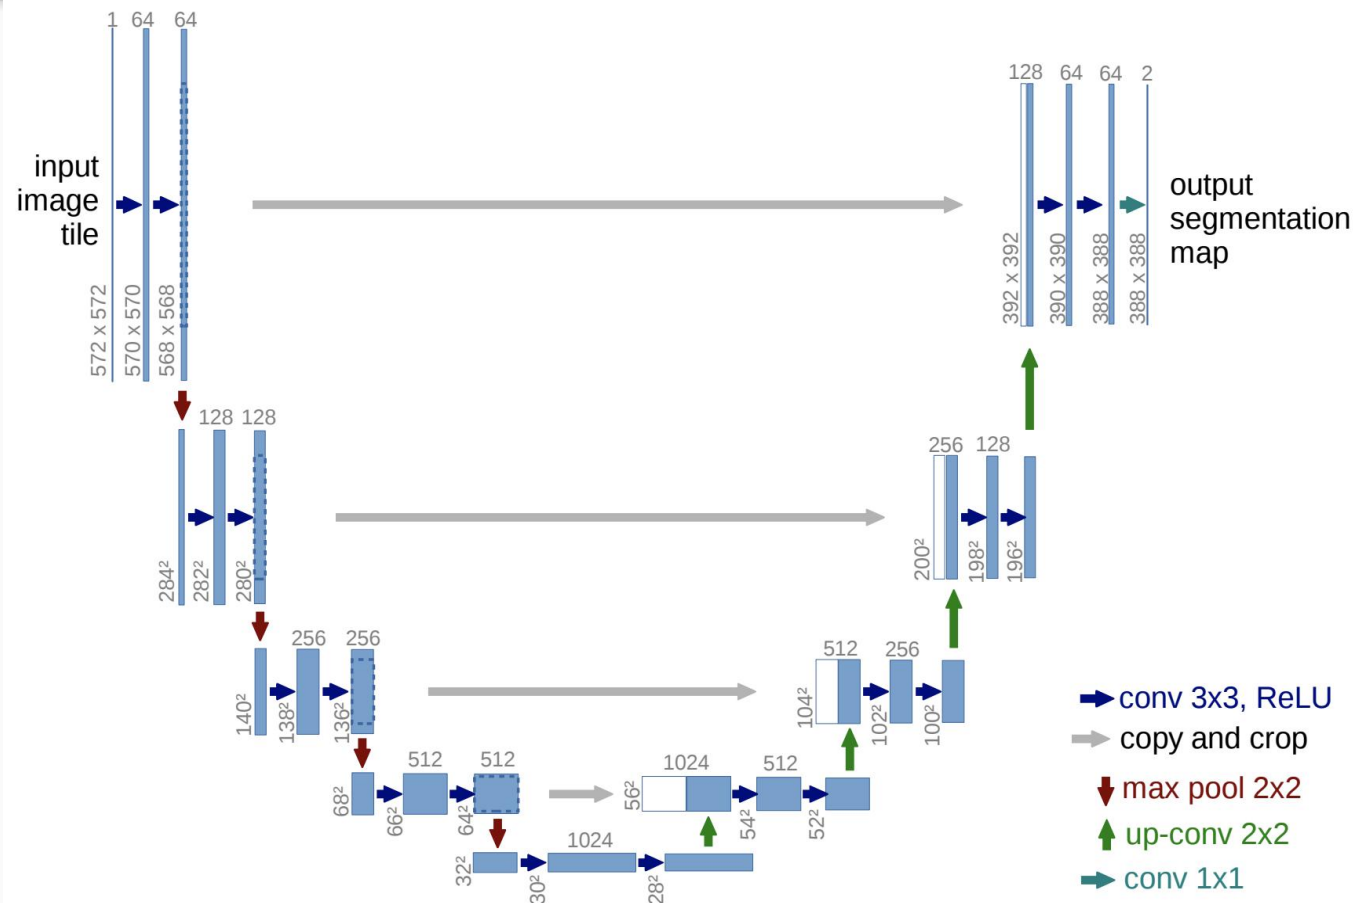 1 64 64
128 64 64 2
input
image
tile
output
segmentation
map
572 x 572
570 x 570
568 x 568
392 x 392
390 x 390
388 x 388
388 x 388
128 128
256 128
284²
282²
280²
200²
198²
196²
256 256
512 256
140²
138²
136²
104²
102²
100²
512 512
1024 512
68²
66²
64²
56²
54²
52²
1024
32²
30²
28²
conv 3x3, ReLU
copy and crop
max pool 2x2
up-conv 2x2
conv 1x1